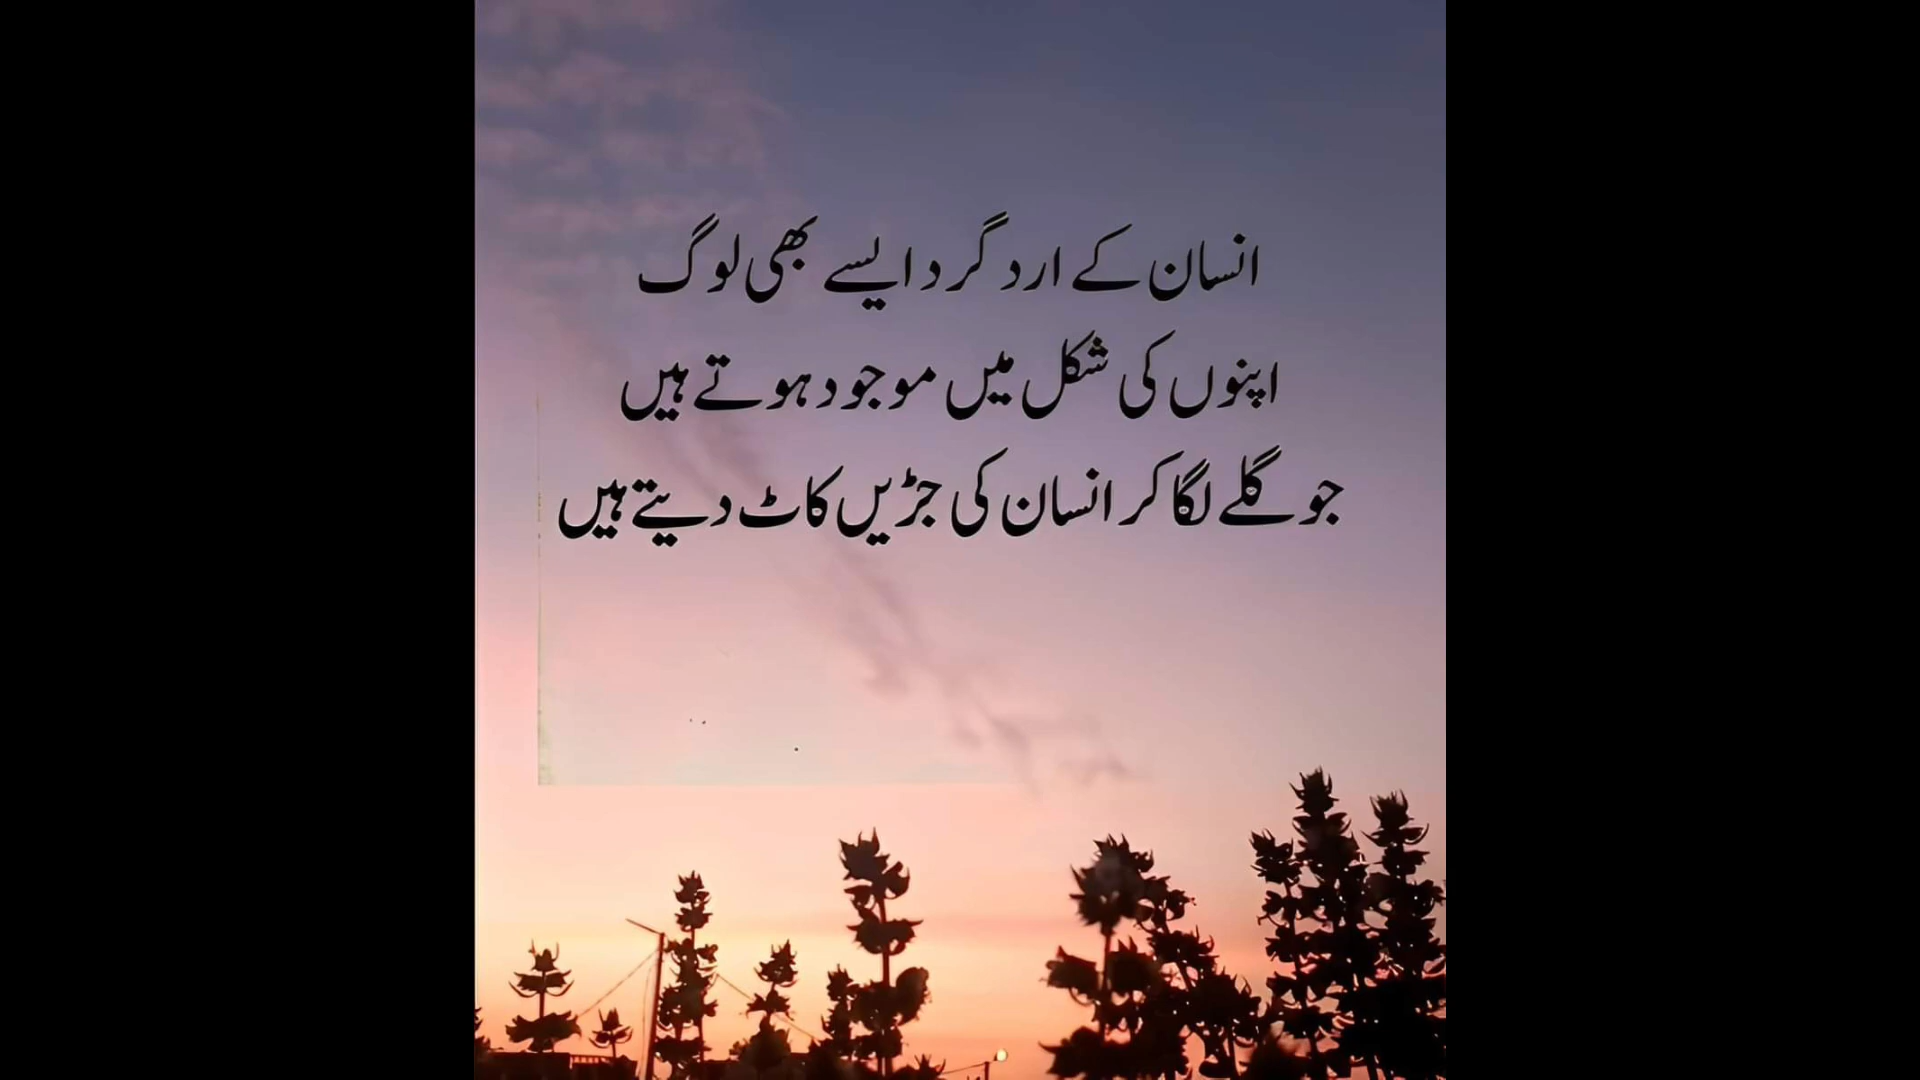 انسان کے ارد گرد ایسے بھی لوگ
اپنوں کی شکل میں موجود ہوتے ہیں
جو گلے لگا کر انسان کی جڑیں کاٹ دیتے ہیں